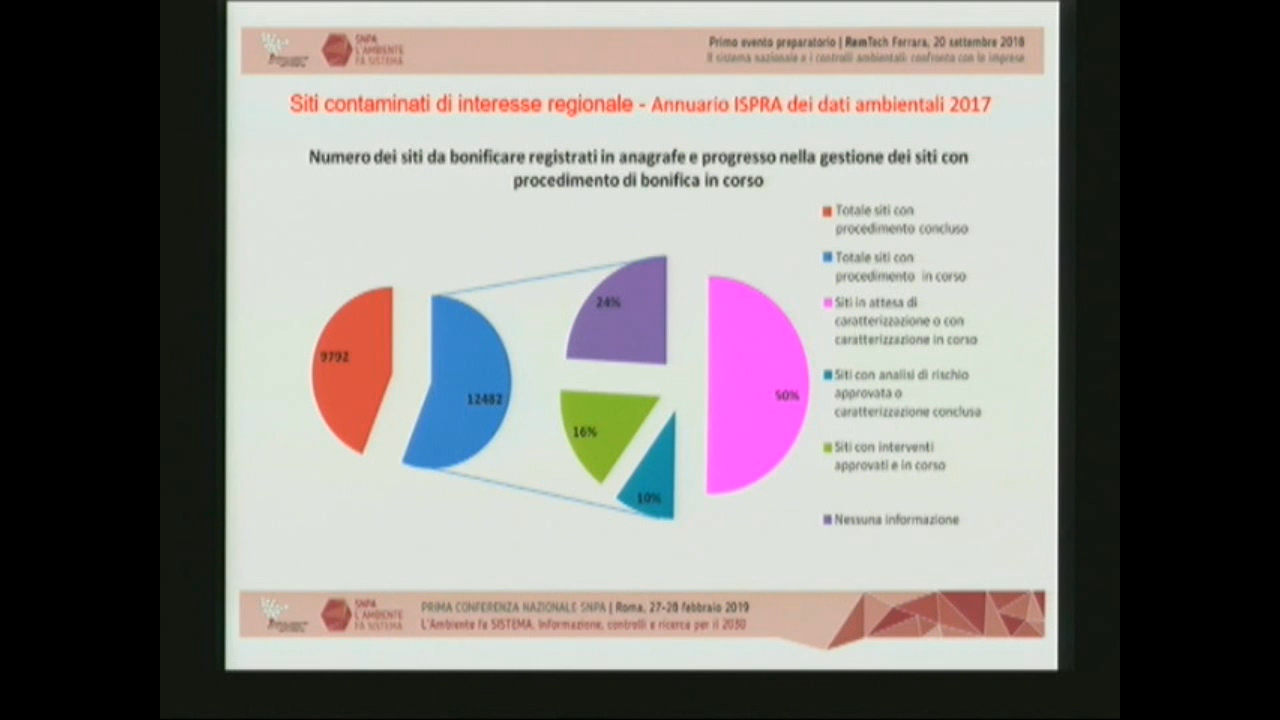 SNPA
L'AMBIENTE
FA SISTEMA
Primo evento preparatorio | RemTech Ferrara, 20 settembre 2018
Il sistema nazionale e i controlli ambientali: confronto con le imprese
Siti contaminati di interesse regionale - Annuario ISPRA dei dati ambientali 2017
Numero dei siti da bonificare registrati in anagrafe e progresso nella gestione dei siti con
procedimento di bonifica in corso
Totale siti con
procedimento concluso
Totale siti con
procedimento in corso
Siti in attesa di
caratterizzazione o con
caratterizzazione in corso
Siti con analisi di rischio
approvata o
caratterizzazione conclusa
Siti con interventi
approvati e in corso
Nessuna informazione
9792
12482
24%
16%
10%
50%
SNPA
L'AMBIENTE
FA SISTEMA
PRIMA CONFERENZA NAZIONALE SNPA | Roma, 27-28 febbraio 2019
L'Ambiente fa SISTEMA. Informazione, controlli e ricerca per il 2030